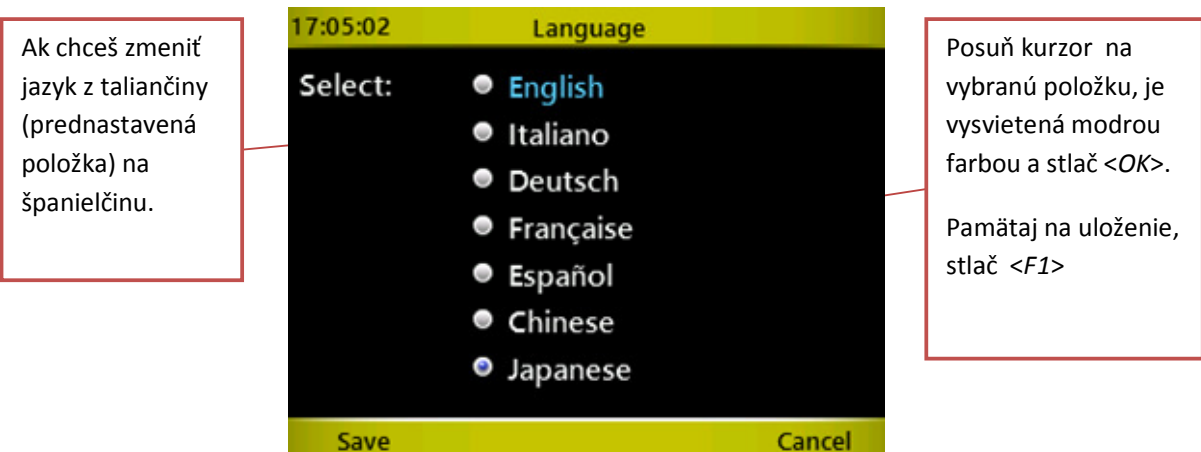 Ak chceš zmeniť
jazyk z taliančiny
(prednastavená
položka) na
španielčinu.
17:05:02 Language
Select: English
Italiano
Deutsch
Française
Español
Chinese
Japanese
Save Cancel
Posuň kurzor na
vybranú položku, je
vysvietená modrou
farbou a stlač <OK>.
Pamätaj na uloženie,
stlač <F1>